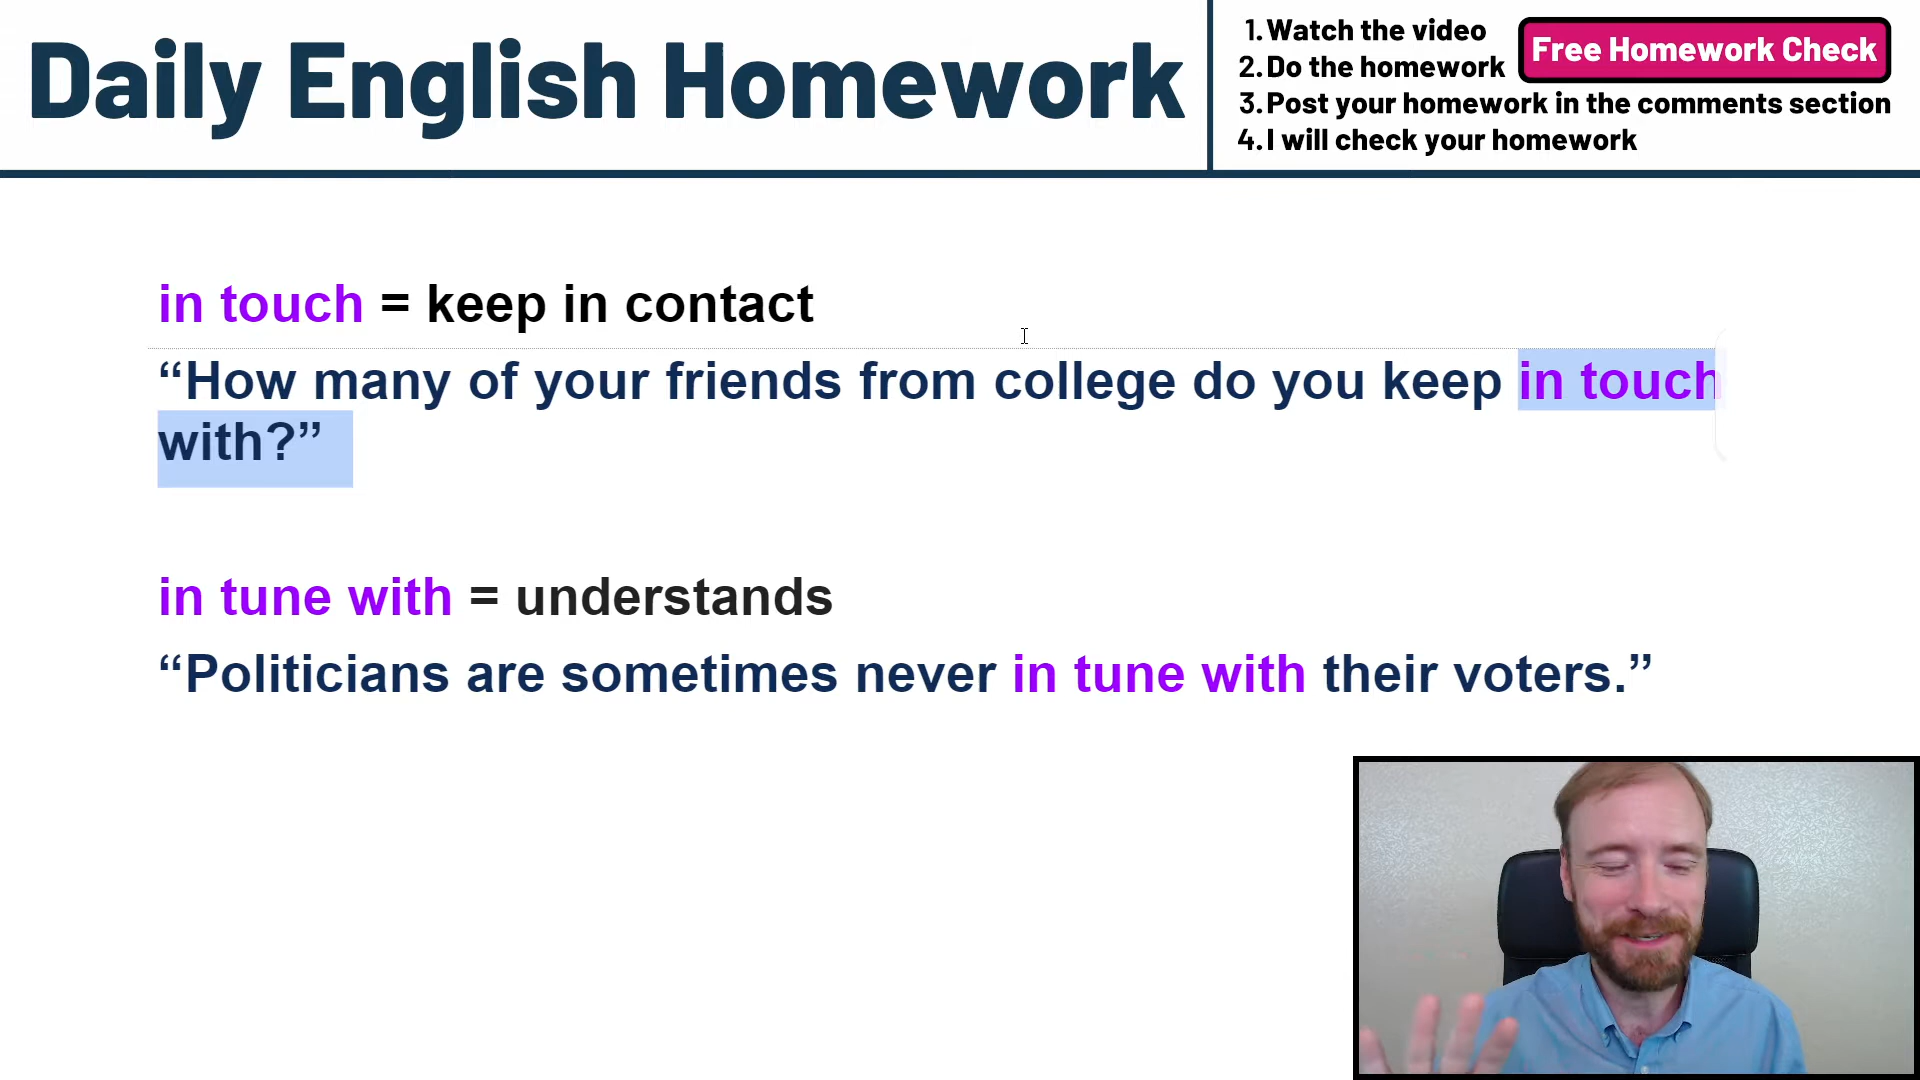 Daily English Homework
1. Watch the video
2. Do the homework
Free Homework Check
3. Post your homework in the comments section
4. I will check your homework
in touch = keep in contact
“How many of your friends from college do you keep in touch
with?”
in tune with = understands
“Politicians are sometimes never in tune with their voters.”